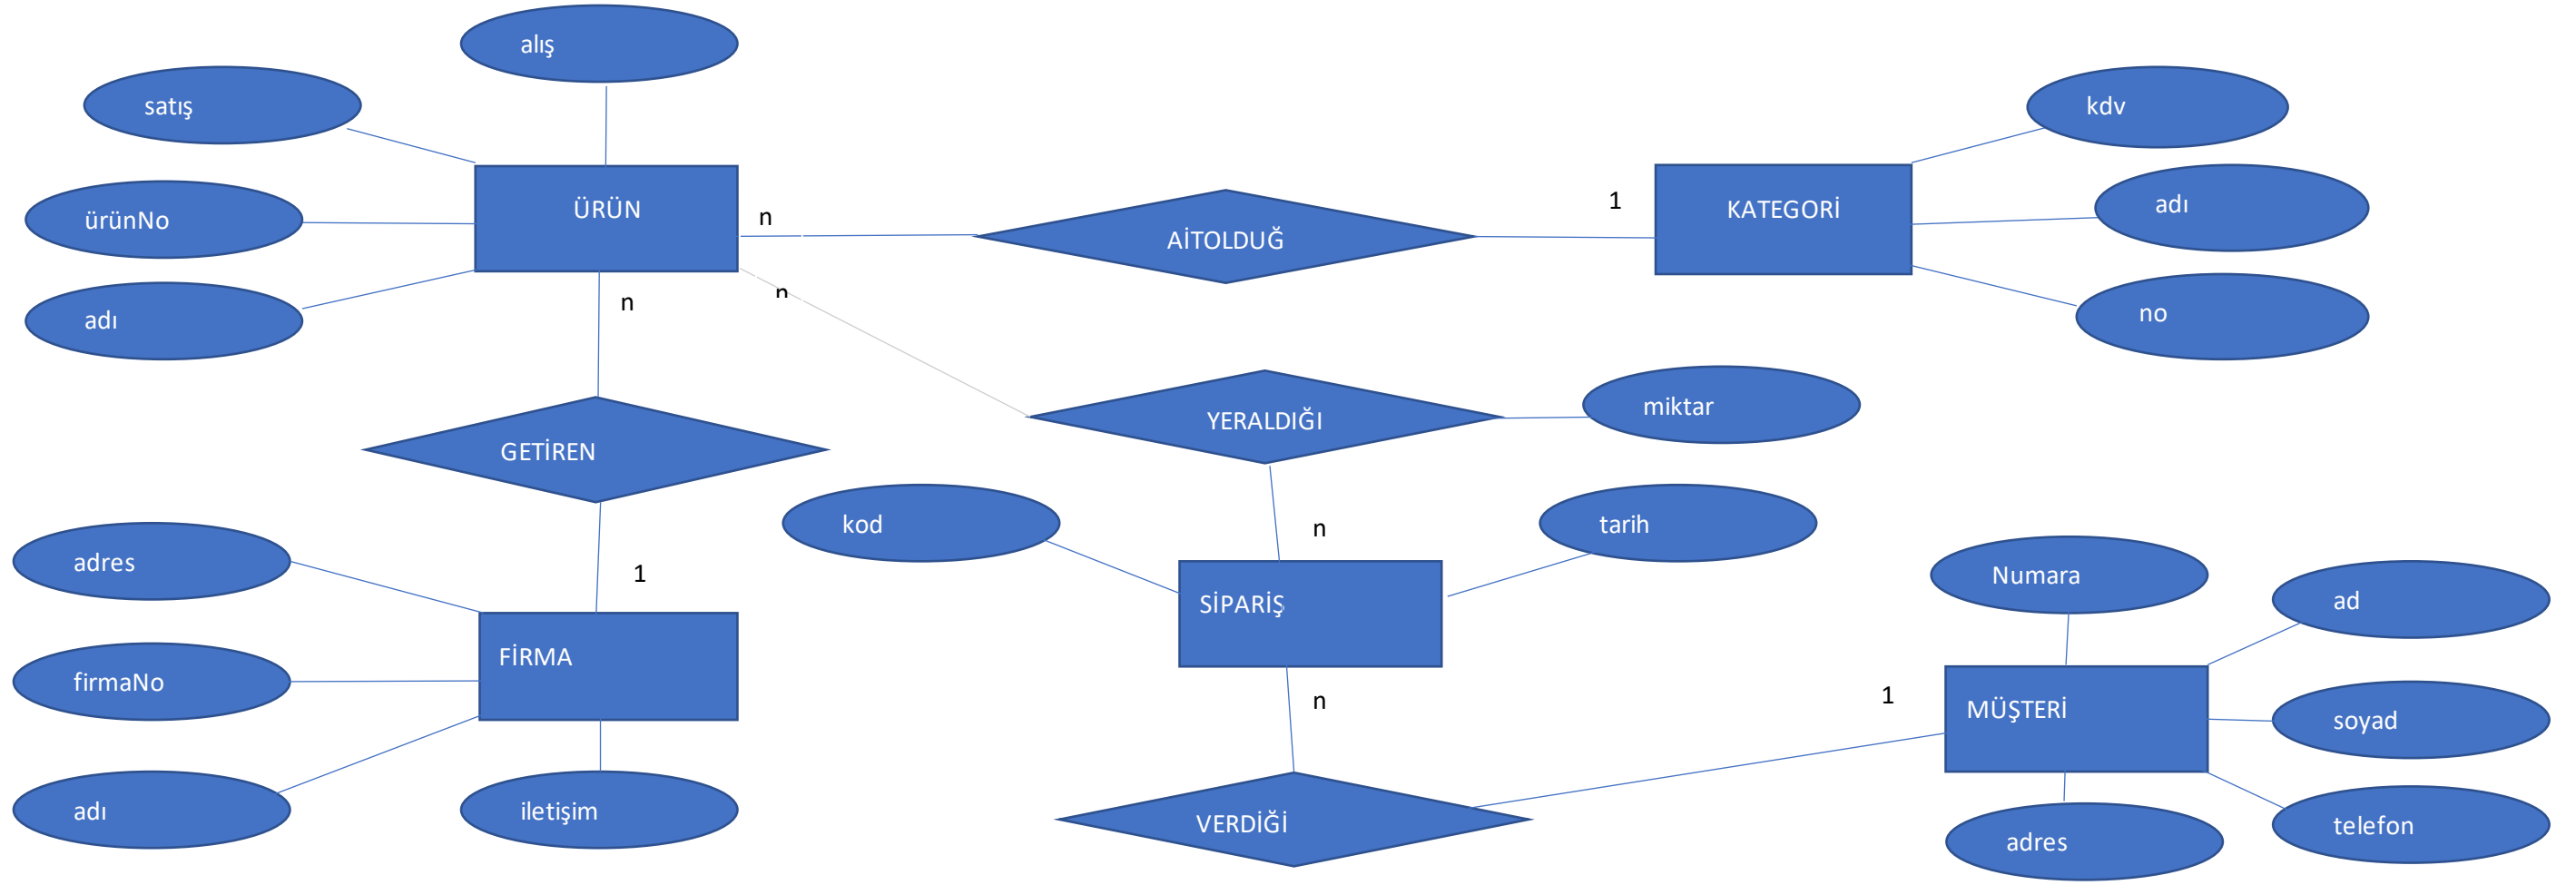 alış
satış
kdv
ÜRÜN
KATEGORİ
adı
ürünNo
n
1
AİTOLDUĞ
n
n
no
adı
YERALDIĞI
miktar
GETİREN
kod
n
tarih
adres
1
Numara
ad
SİPARİŞ
FİRMA
firmaNo
n
1
MÜŞTERİ
soyad
adı
iletişim
VERDİĞİ
adres
telefon